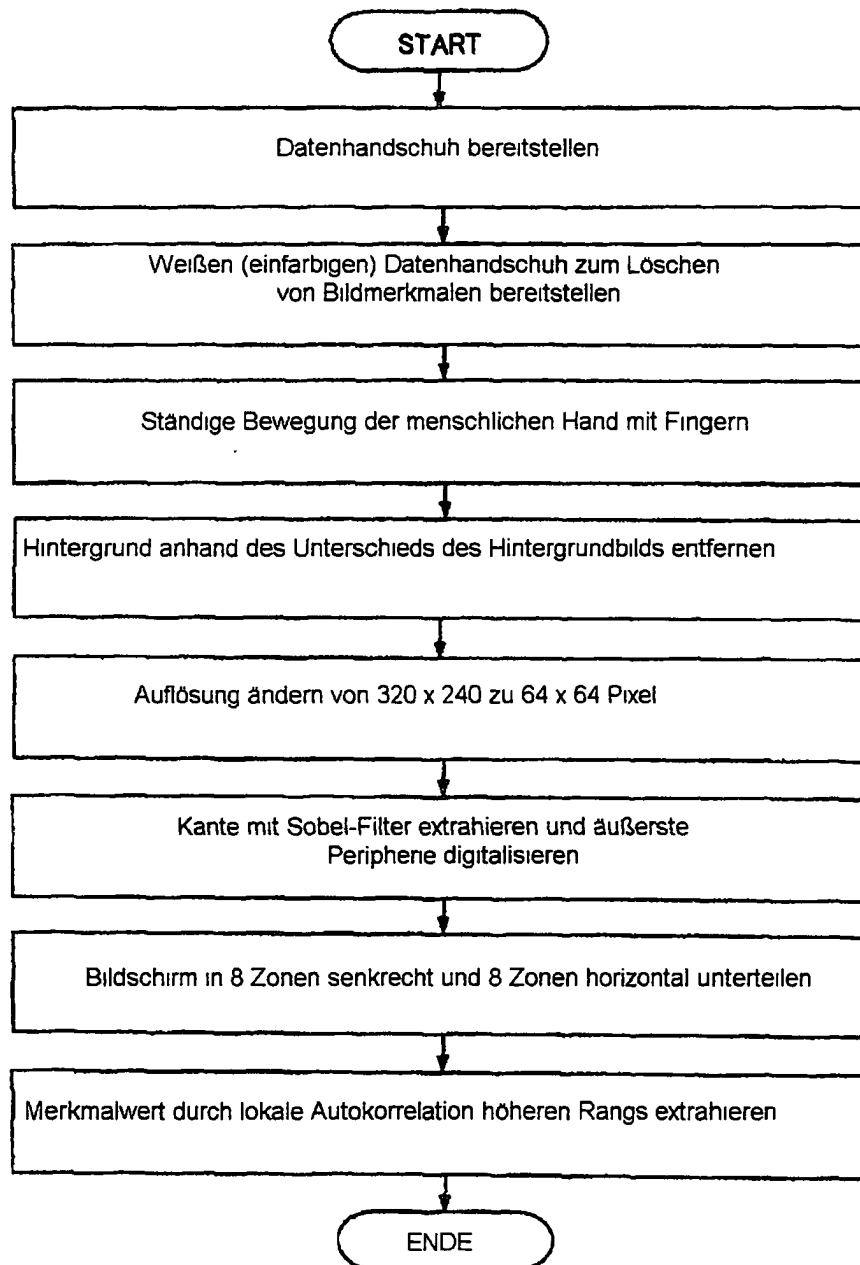 START
Datenhandschuh bereitstellen
Weißen (einfarbigen) Datenhandschuh zum Löschen
von Bildmerkmalen bereitstellen
Ständige Bewegung der menschlichen Hand mit Fingern
Hintergrund anhand des Unterschieds des Hintergrundbilds entfernen
Auflösung ändern von 320 x 240 zu 64 x 64 Pixel
Kante mit Sobel-Filter extrahieren und äußerste
Peripherie digitalisieren
Bildschirm in 8 Zonen senkrecht und 8 Zonen horizontal unterteilen
Merkmalwert durch lokale Autokorrelation höheren Rangs extrahieren
ENDE